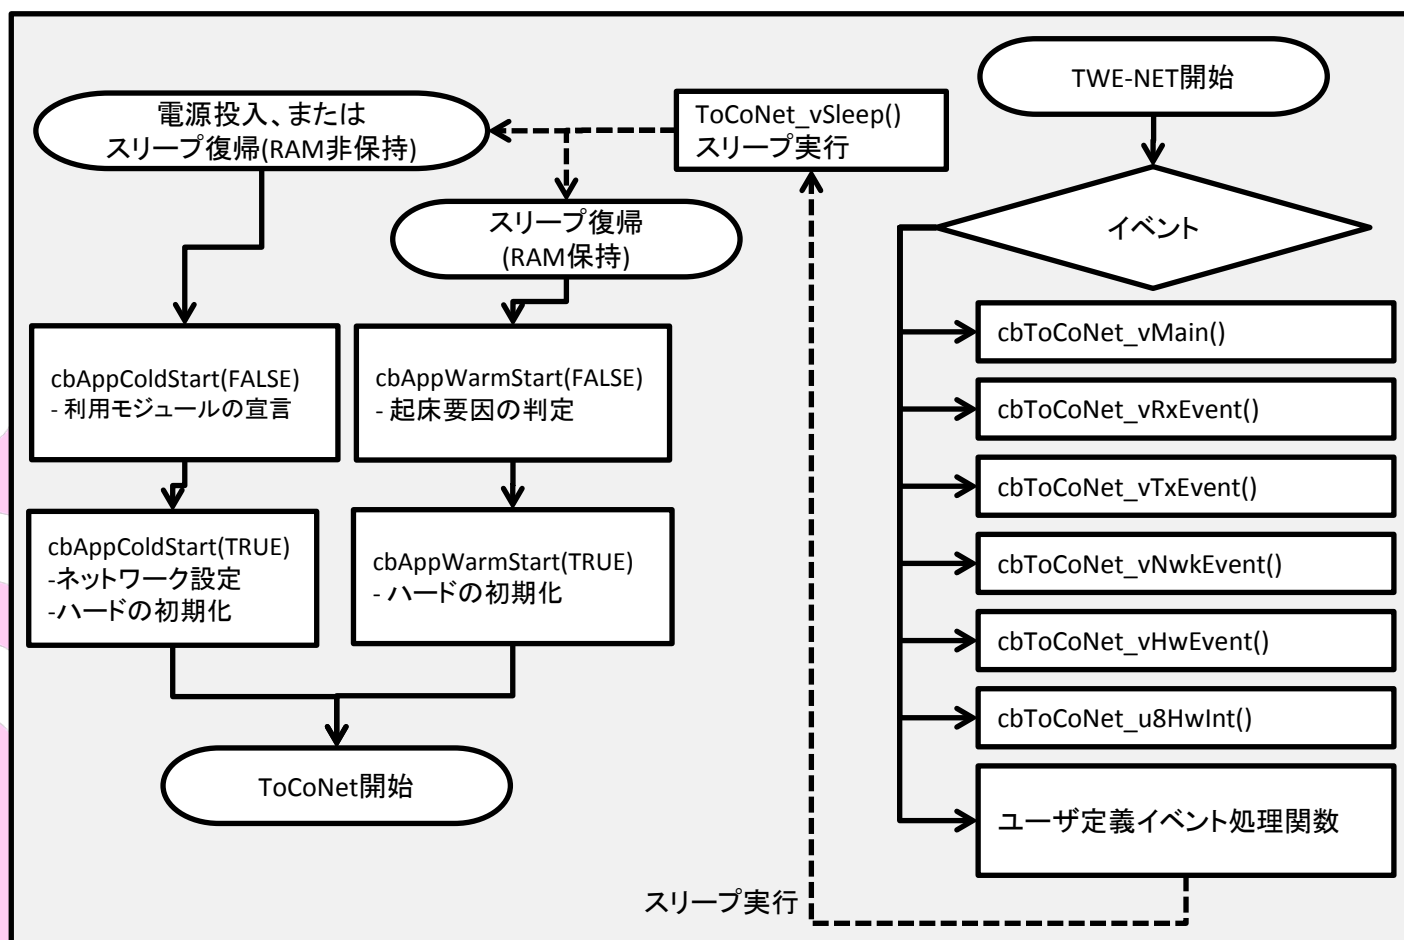 電源投入、または
スリープ復帰(RAM非保持)
ToCoNet_vSleep()
スリープ実行
スリープ復帰
(RAM保持)
cbAppColdStart(FALSE)
- 利用モジュールの宣言
cbAppWarmStart(FALSE)
- 起床要因の判定
cbAppColdStart(TRUE)
-ネットワーク設定
-ハードの初期化
cbAppWarmStart(TRUE)
- ハードの初期化
ToCoNet開始
TWE-NET開始
イベント
cbToCoNet_vMain()
cbToCoNet_vRxEvent()
cbToCoNet_vTxEvent()
cbToCoNet_vNwkEvent()
cbToCoNet_vHwEvent()
cbToCoNet_u8HwInt()
ユーザ定義イベント処理関数
スリープ実行